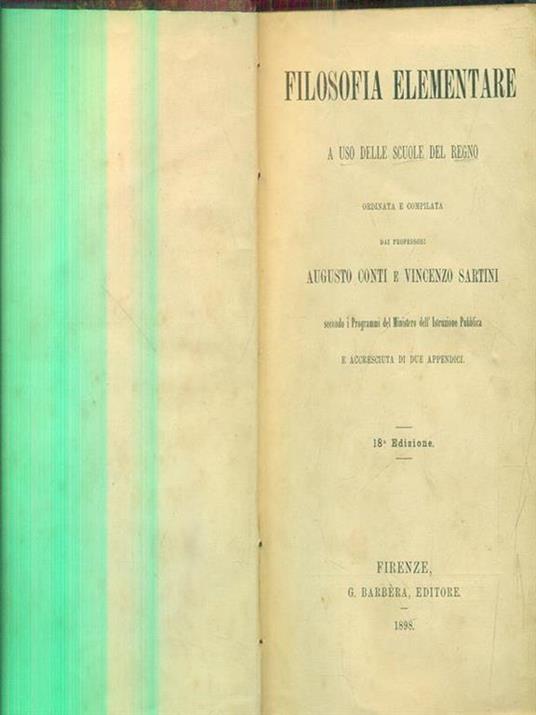 FILOSOFIA ELEMENTARE
A USO DELLE SCUOLE DEL REGNO
ORDINATA E COMPILATA
DAI PROFESSORI
AUGUSTO CONTI E VINCENZO SARTINI
secondo i Programmi del Ministero dell' Istruzione Pubblica
E ACCRESCIUTA DI DUE APPENDICI.
18ª Edizione.
FIRENZE,
G. BARBÈRA, EDITORE.
1898.